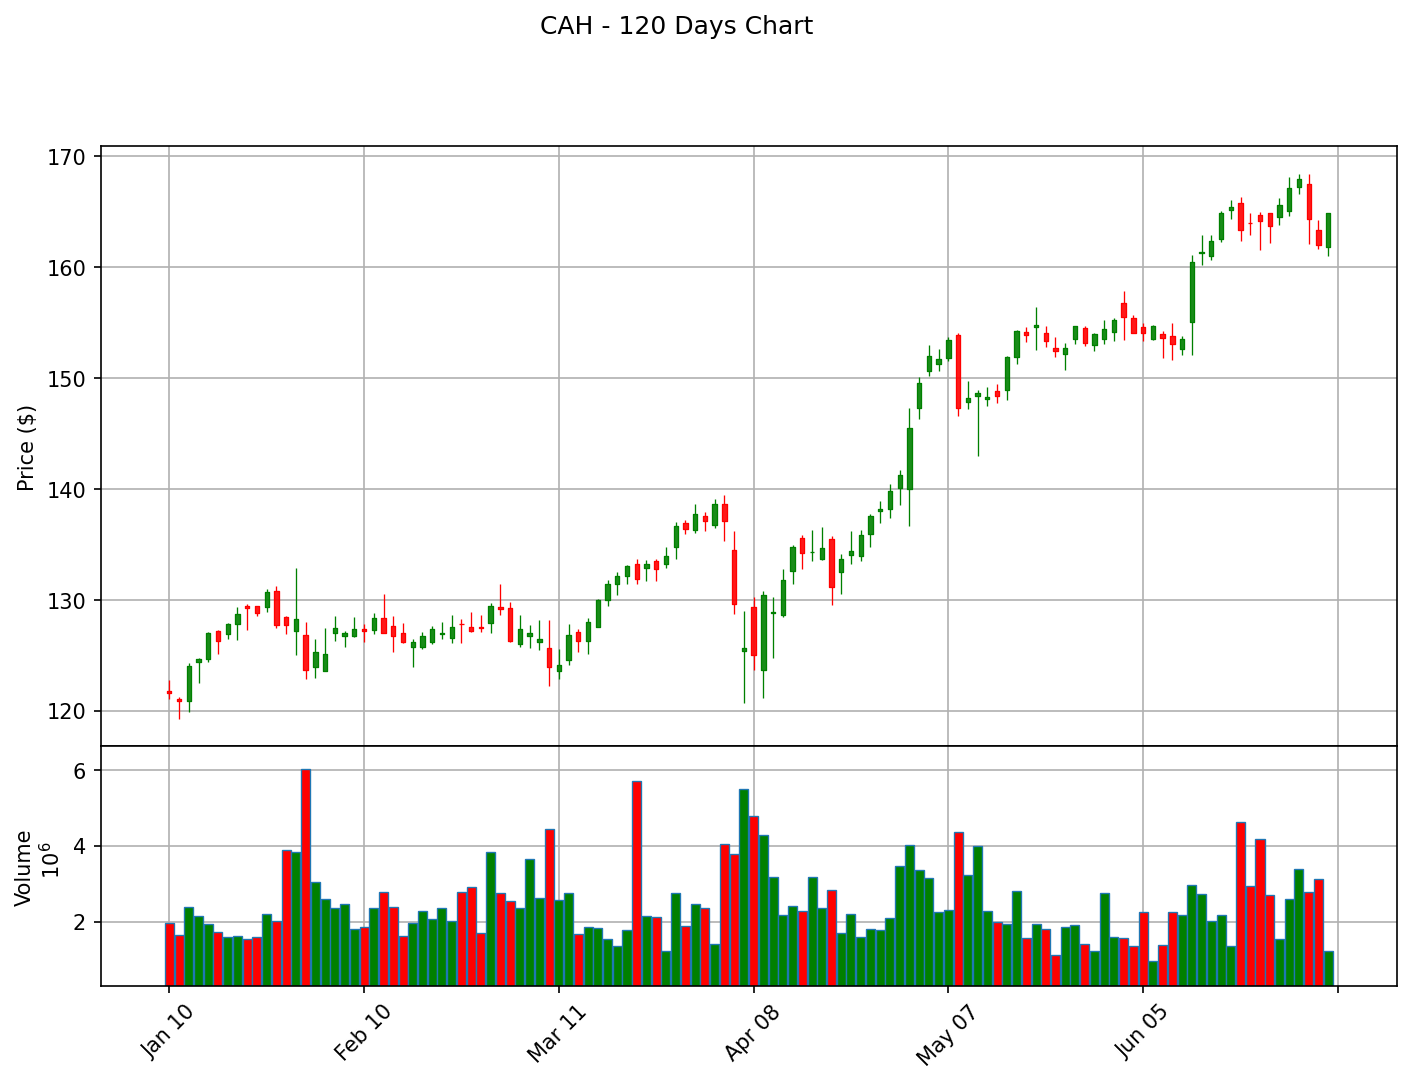 CAH - 120 Days Chart
170
160
150
140
130
120
Price ($)
6
4
2
Volume
10^6
Jan 10
Feb 10
Mar 11
Apr 08
May 07
Jun 05